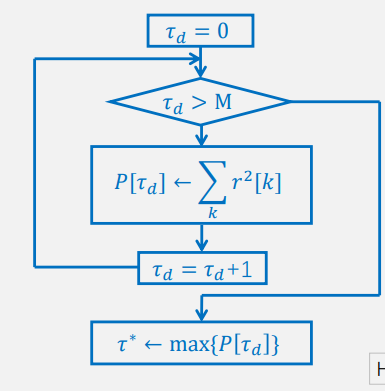 τ_d = 0
τ_d > M
P[τ_d] ← ∑_k r²[k]
τ_d = τ_d+1
τ* ← max{P[τ_d]}
H